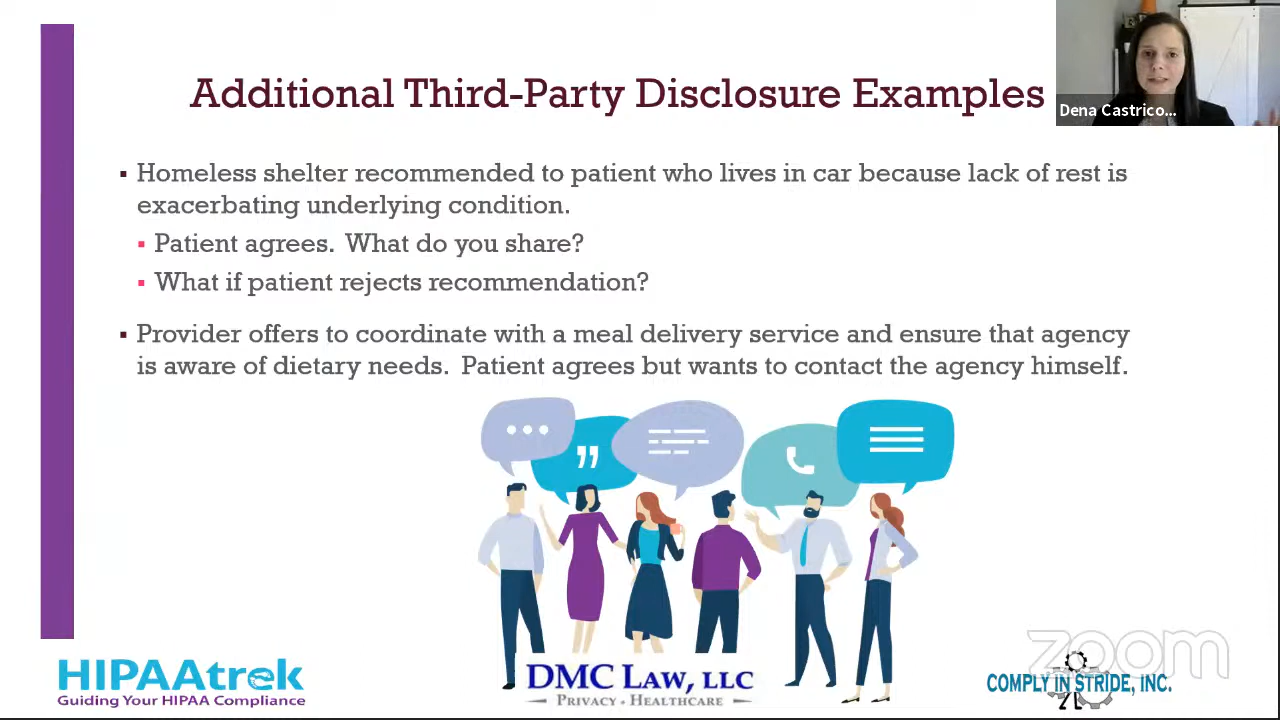 Additional Third-Party Disclosure Examples
Dena Castrico...
Homeless shelter recommended to patient who lives in car because lack of rest is
exacerbating underlying condition.
Patient agrees. What do you share?
What if patient rejects recommendation?
Provider offers to coordinate with a meal delivery service and ensure that agency
is aware of dietary needs. Patient agrees but wants to contact the agency himself.
HIPAAtrek
Guiding Your HIPAA Compliance
DMC LAW, LLC
PRIVACY • HEALTHCARE
zoom
COMPLY IN STRIDE, INC.